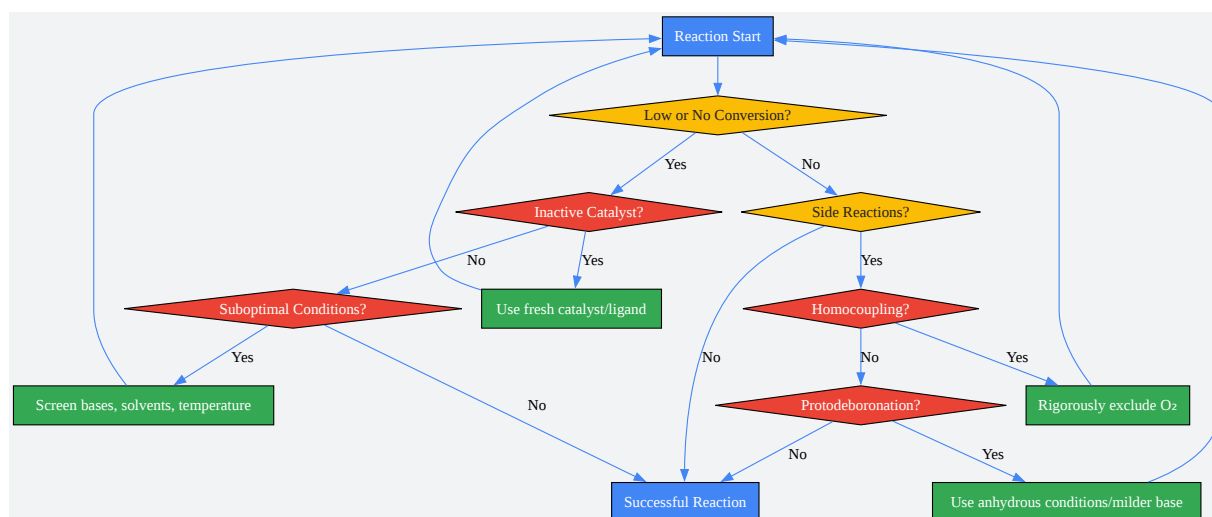 Reaction Start
Low or No Conversion?
Yes
No
Inactive Catalyst?
Side Reactions?
No
Yes
Yes
Suboptimal Conditions?
Use fresh catalyst/ligand
Homocoupling?
Yes
No
No
Yes
No
Screen bases, solvents, temperature
Protodeboronation?
Rigorously exclude O₂
No
Yes
Successful Reaction
Use anhydrous conditions/milder base